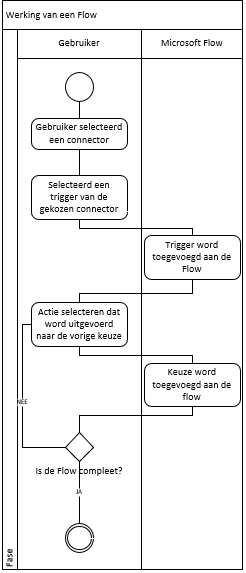 Werking van een Flow
Gebruiker
Microsoft Flow
Gebruiker selecteerd
een connector
Selecteerd een
trigger van de
gekozen connector
Trigger word
toegevoegd aan de
Flow
Actie selecteren dat
word uitgevoerd
naar de vorige keuze
Keuze word
toegevoegd aan de
flow
NEE
Is de Flow compleet?
JA
Fase